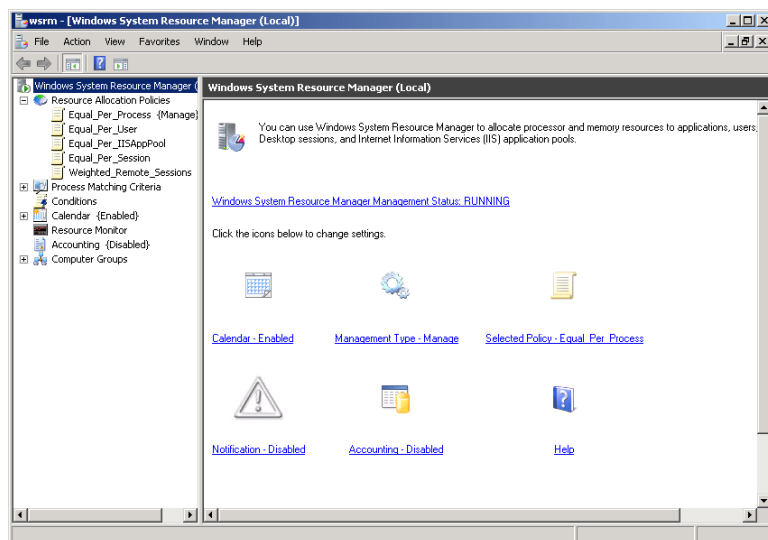 wsrm - [Windows System Resource Manager (Local)]
File Action View Favorites Window Help
Windows System Resource Manager (
Resource Allocation Policies
Equal_Per_Process {Manage}
Equal_Per_User
Equal_Per_IISAppPool
Equal_Per_Session
Weighted_Remote_Sessions
Process Matching Criteria
Conditions
Calendar {Enabled}
Resource Monitor
Accounting {Disabled}
Computer Groups
Windows System Resource Manager (Local)
You can use Windows System Resource Manager to allocate processor and memory resources to applications, users,
Desktop sessions, and Internet Information Services (IIS) application pools.
Windows System Resource Manager Management Status: RUNNING
Click the icons below to change settings.
Calendar - Enabled
Management Type - Manage
Selected Policy - Equal_Per_Process
Notification - Disabled
Accounting - Disabled
Help